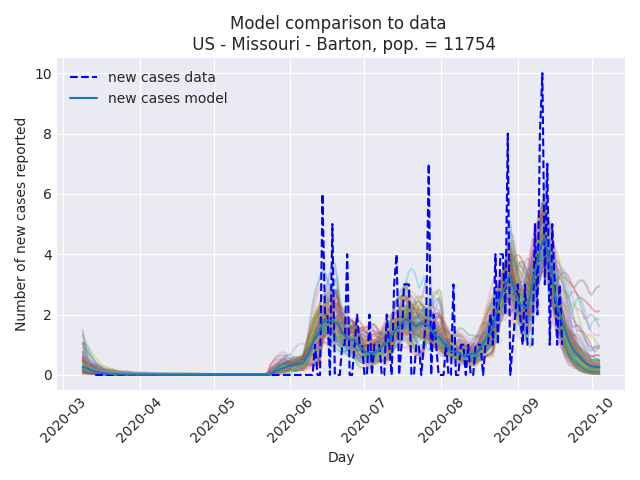 Model comparison to data
US - Missouri - Barton, pop. = 11754
new cases data
new cases model
Number of new cases reported
10
8
6
4
2
0
2020-03
2020-04
2020-05
2020-06
2020-07
2020-08
2020-09
2020-10
Day